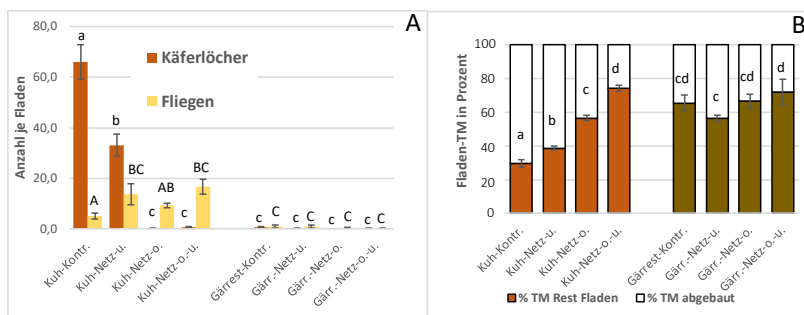 A
80,0
60,0
40,0
20,0
0,0
Anzahl je Fladen
Käferlöcher
Fliegen
a
A
b
BC
c
AB
c
BC
c
C
c
C
c
C
c
C
Kuh-Kontr.
Kuh-Netz-u.
Kuh-Netz-o.
Kuh-Netz-o.-u.
Gärrest-Kontr.
Gärr.-Netz-u.
Gärr.-Netz-o.
Gärr.-Netz-o.-u.
B
100
80
60
40
20
0
Fladen-TM in Prozent
a
b
c
d
cd
c
cd
d
Kuh-Kontr.
Kuh-Netz-u.
Kuh-Netz-o.
Kuh-Netz-o.-u.
Gärrest-Kontr.
Gärr.-Netz-u.
Gärr.-Netz-o.
Gärr.-Netz-o.-u.
% TM Rest Fladen
% TM abgebaut